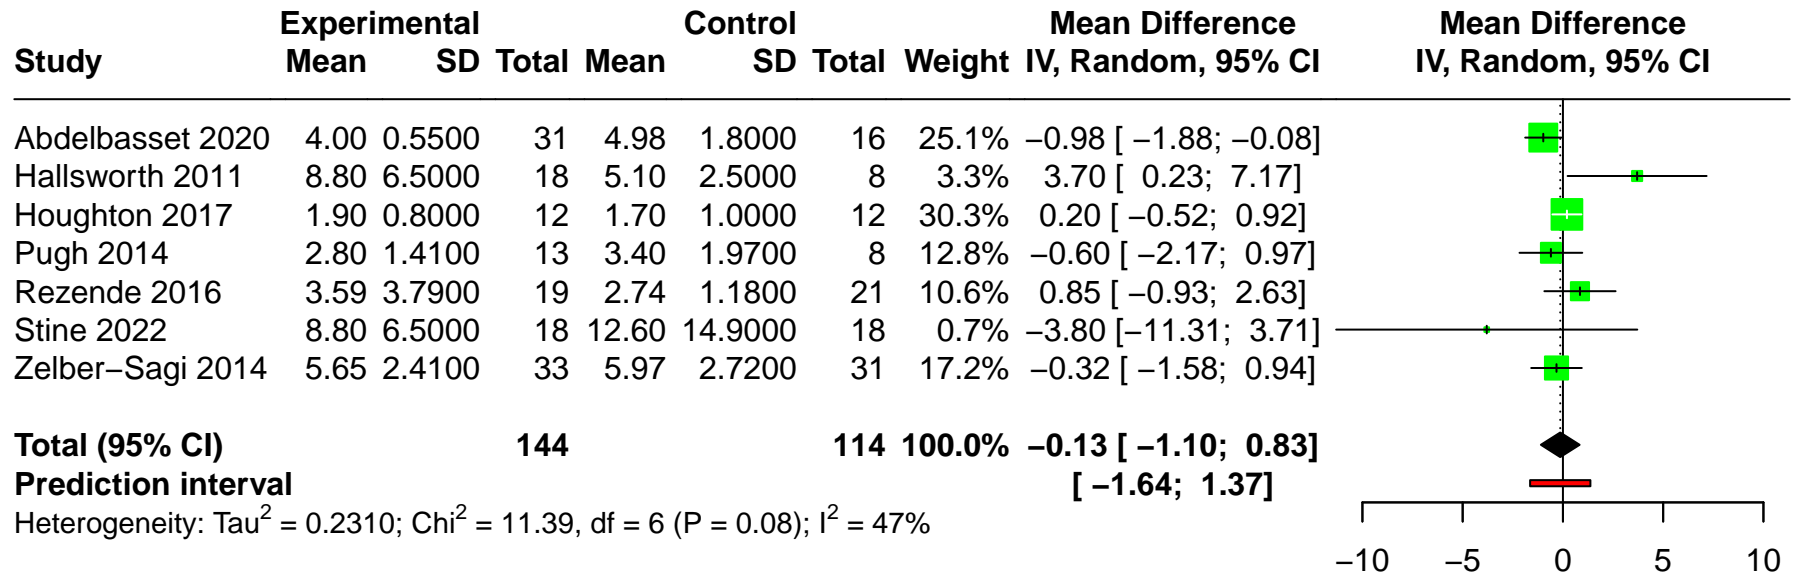 Experimental Control Mean Difference Mean Difference
Study Mean SD Total Mean SD Total Weight IV, Random, 95% CI IV, Random, 95% CI
Abdelbasset 2020 4.00 0.5500 31 4.98 1.8000 16 25.1% −0.98 [ −1.88; −0.08]
Hallsworth 2011 8.80 6.5000 18 5.10 2.5000 8 3.3% 3.70 [ 0.23; 7.17]
Houghton 2017 1.90 0.8000 12 1.70 1.0000 12 30.3% 0.20 [ −0.52; 0.92]
Pugh 2014 2.80 1.4100 13 3.40 1.9700 8 12.8% −0.60 [ −2.17; 0.97]
Rezende 2016 3.59 3.7900 19 2.74 1.1800 21 10.6% 0.85 [ −0.93; 2.63]
Stine 2022 8.80 6.5000 18 12.60 14.9000 18 0.7% −3.80 [−11.31; 3.71]
Zelber−Sagi 2014 5.65 2.4100 33 5.97 2.7200 31 17.2% −0.32 [ −1.58; 0.94]
Total (95% CI) 144 114 100.0% −0.13 [ −1.10; 0.83]
Prediction interval [ −1.64; 1.37]
Heterogeneity: Tau² = 0.2310; Chi² = 11.39, df = 6 (P = 0.08); I² = 47%
−10 −5 0 5 10